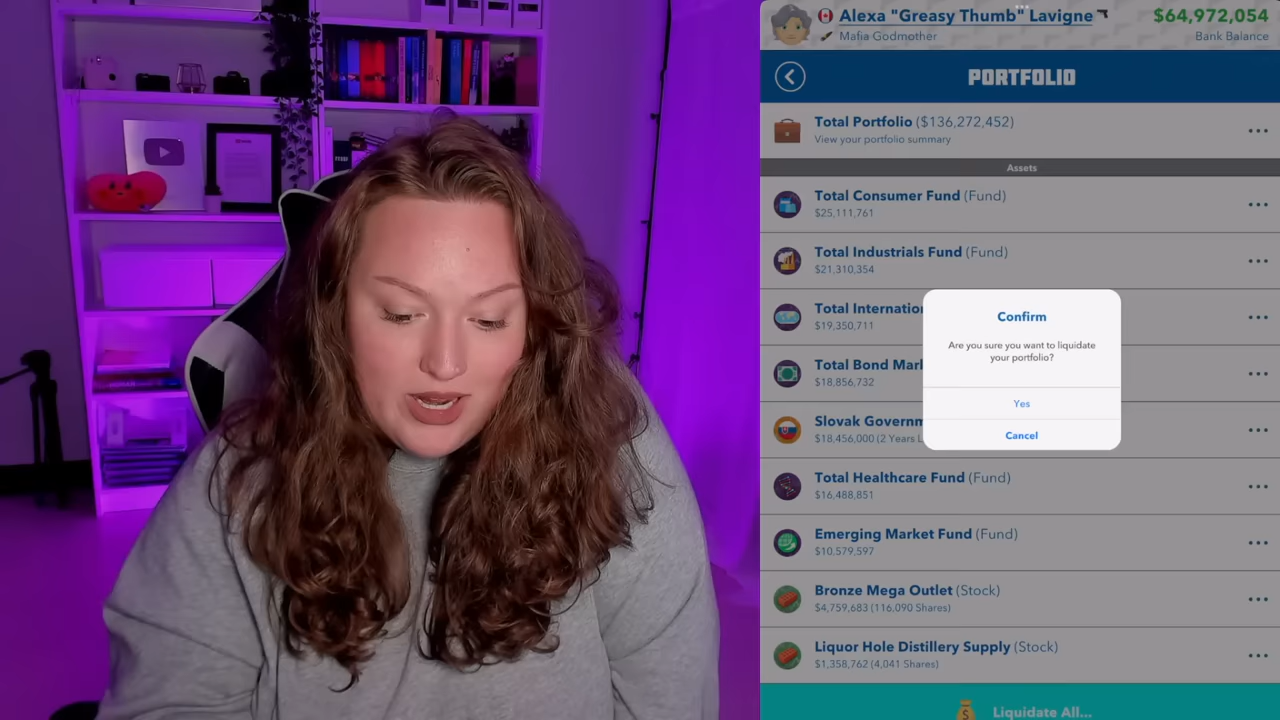 Alexa "Greasy Thumb" Lavigne
$64,972,054
Mafia Godmother
Bank Balance
PORTFOLIO
Total Portfolio ($136,272,452)
View your portfolio summary
Assets
Total Consumer Fund (Fund)
$25,111,761
Total Industrials Fund (Fund)
$21,310,354
$19,350,711
Total Bond
$18,856,732
Slovak
$18,456,000 (2 Years
Total Healthcare Fund (Fund)
$16,488,851
Emerging Market Fund (Fund)
$10,579,597
Bronze Mega Outlet (Stock)
$4,759,683 (116,090 Shares)
Liquor Hole Distillery Supply (Stock)
$1,358,762 (4,041 Shares)
Liquidate All...
Confirm
Are you sure you want to liquidate
your portfolio?
Yes
Cancel